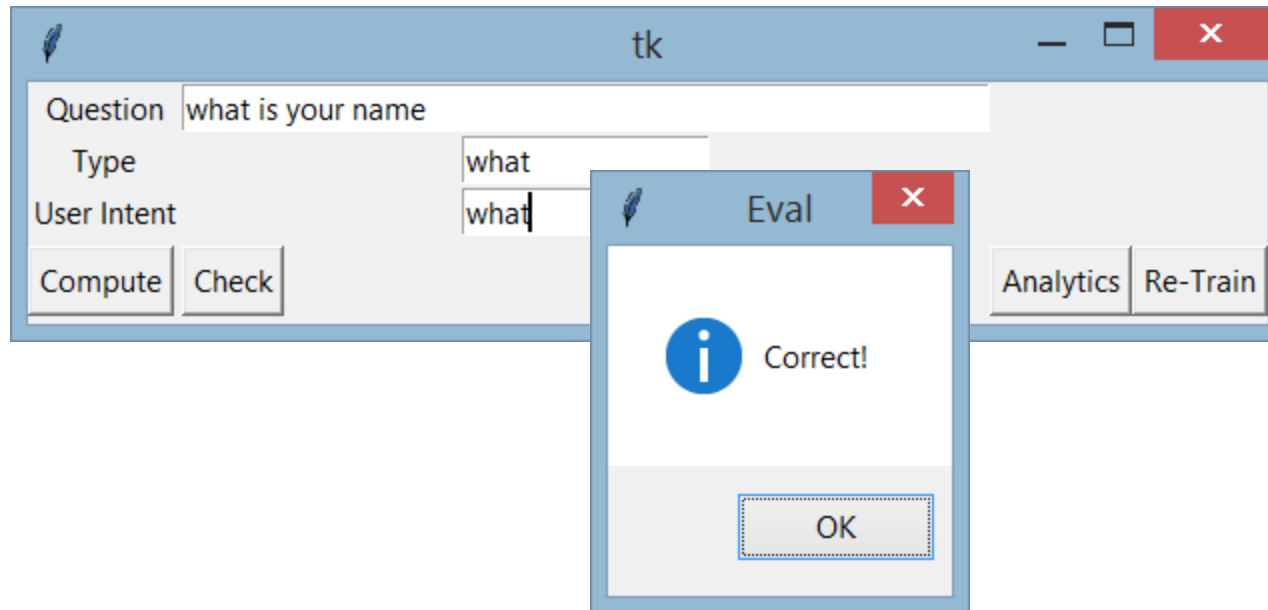 tk
Question what is your name
Type what
User Intent what
Compute Check Analytics Re-Train
Eval
Correct!
OK